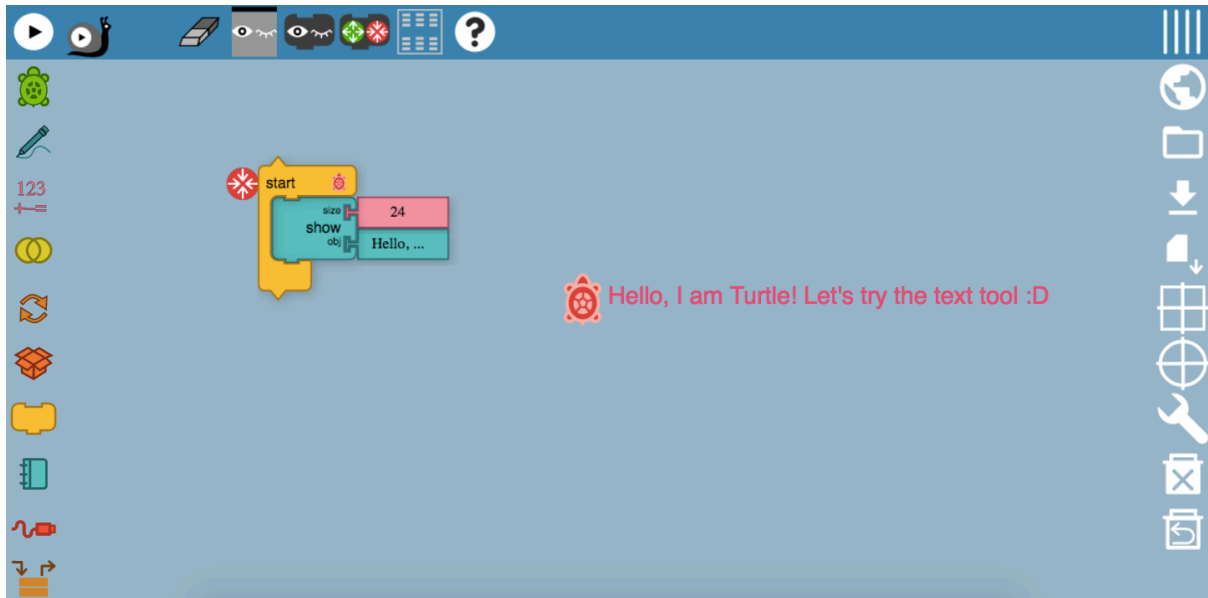 ?
123
start
size
24
show
obj
Hello, ...
Hello, I am Turtle! Let's try the text tool :D